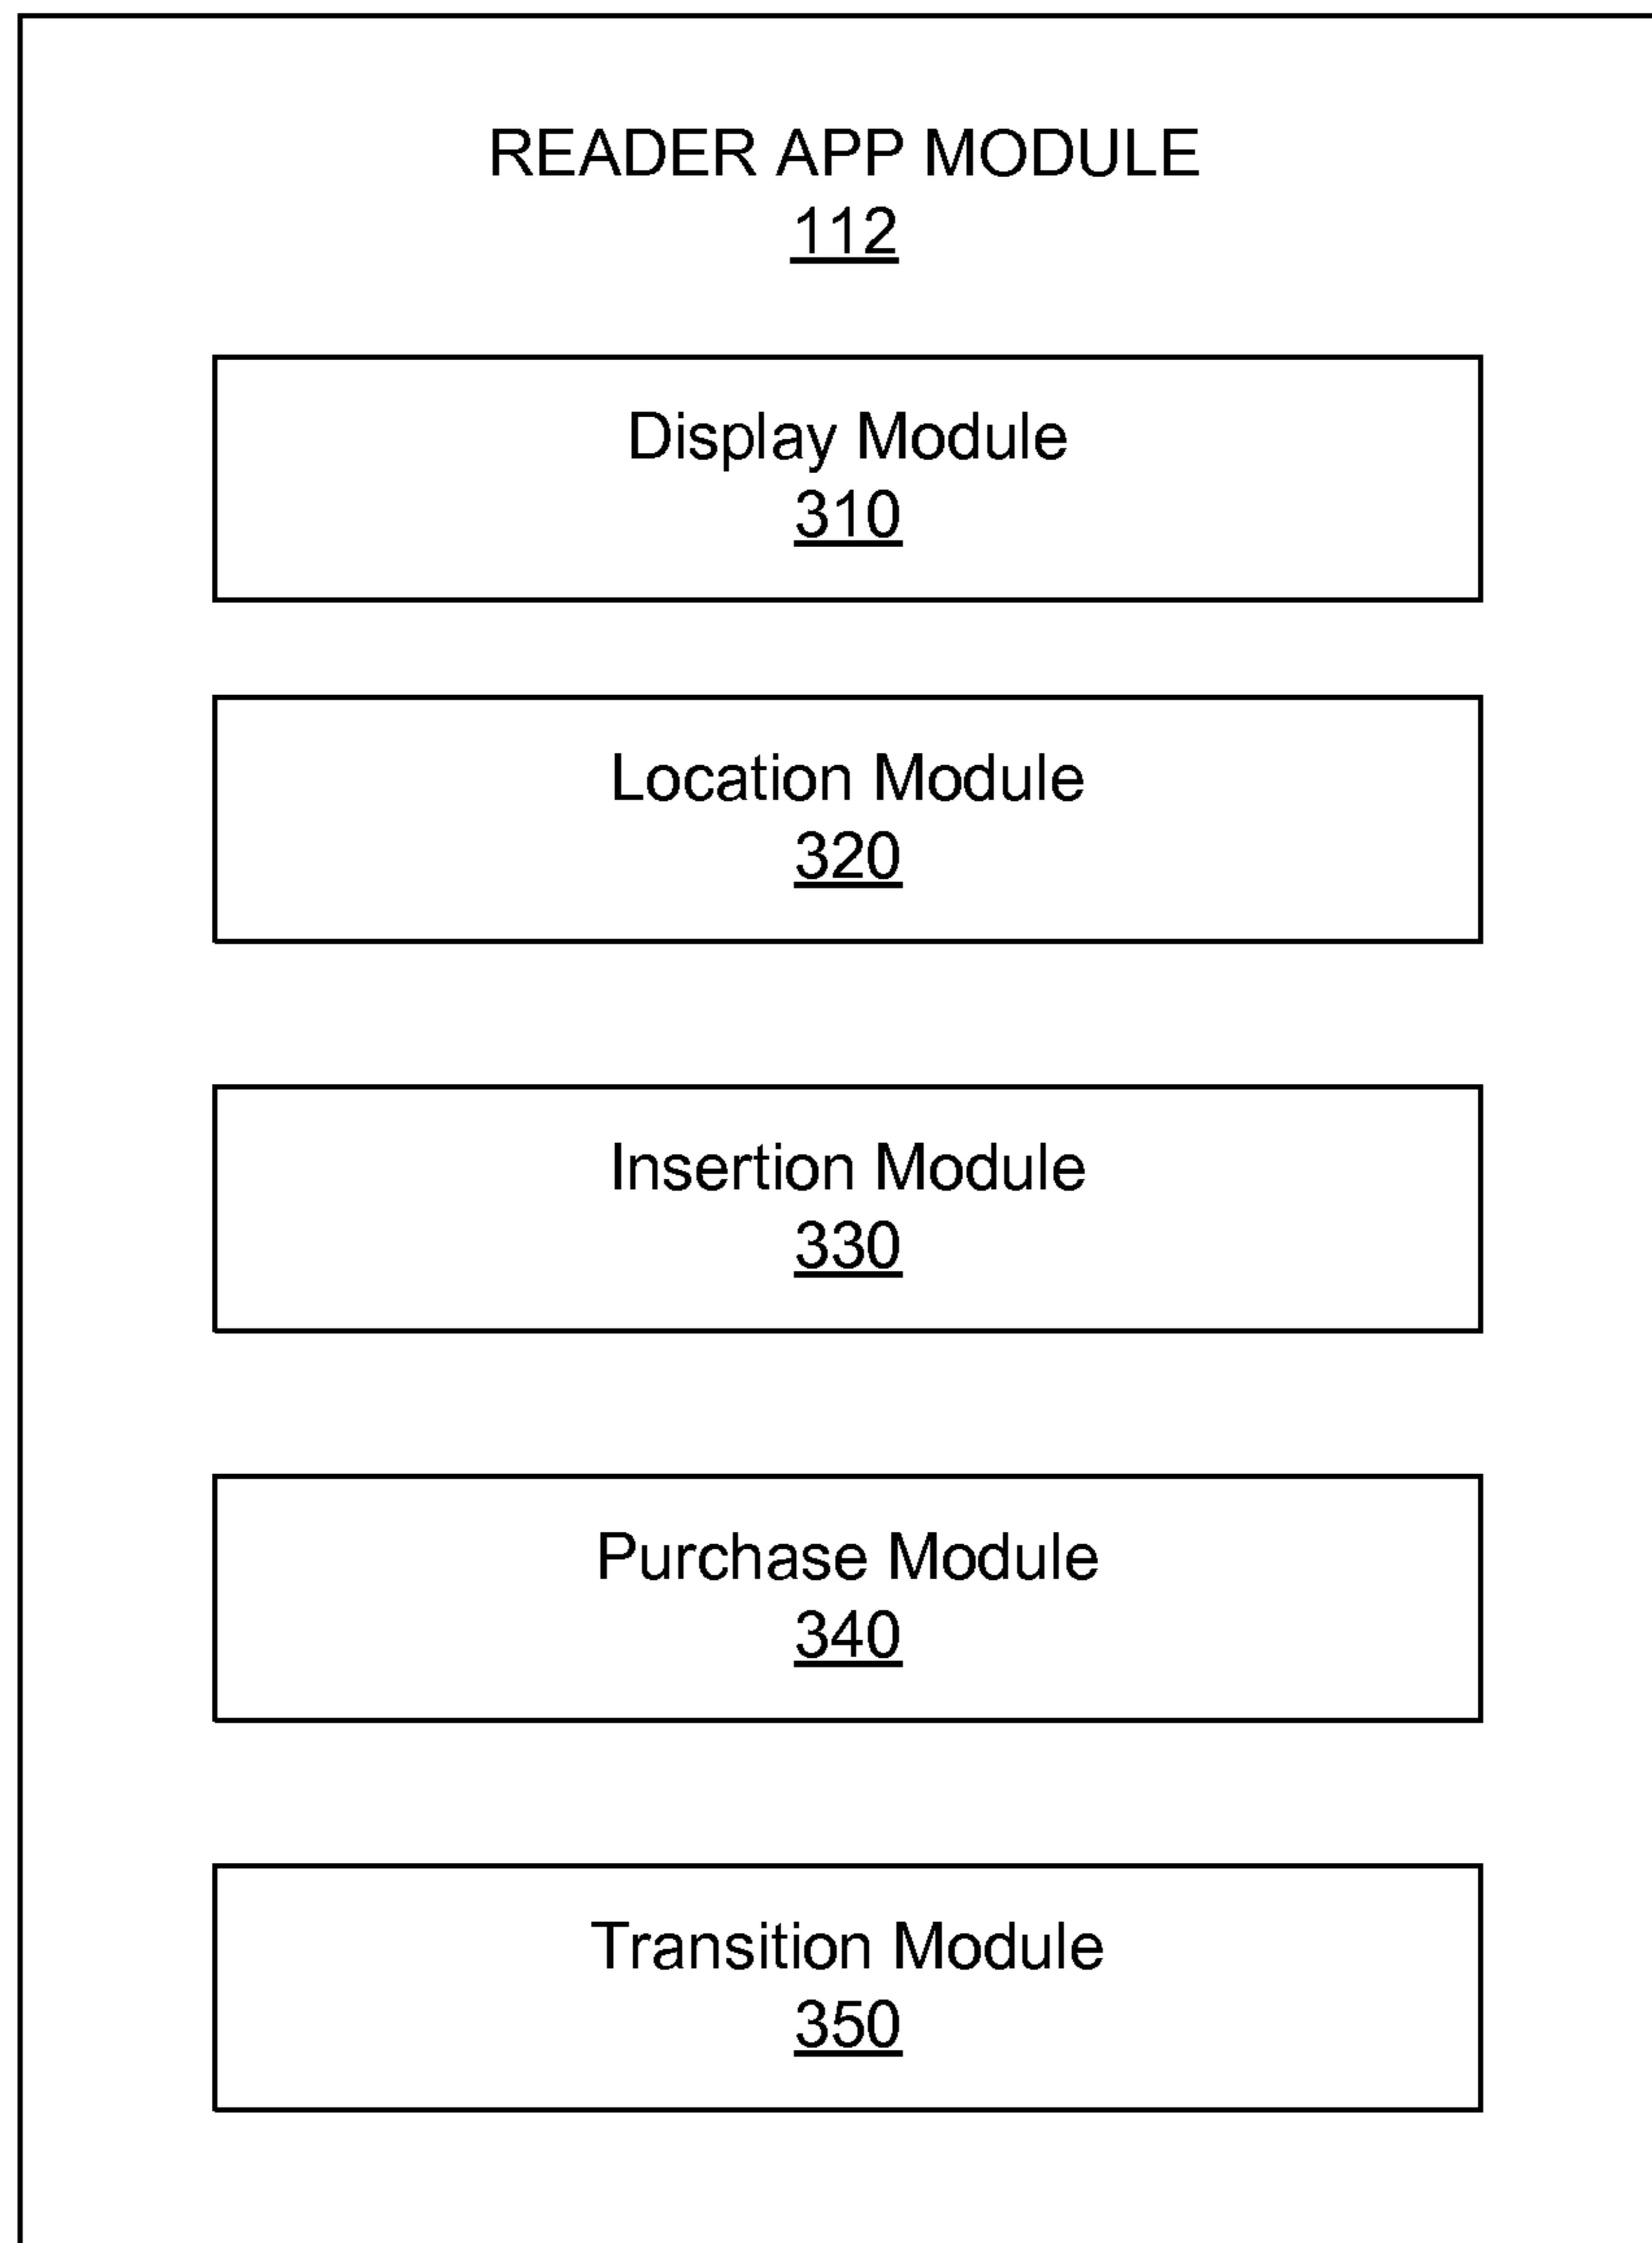 READER APP MODULE
112
Display Module
310
Location Module
320
Insertion Module
330
Purchase Module
340
Transition Module
350